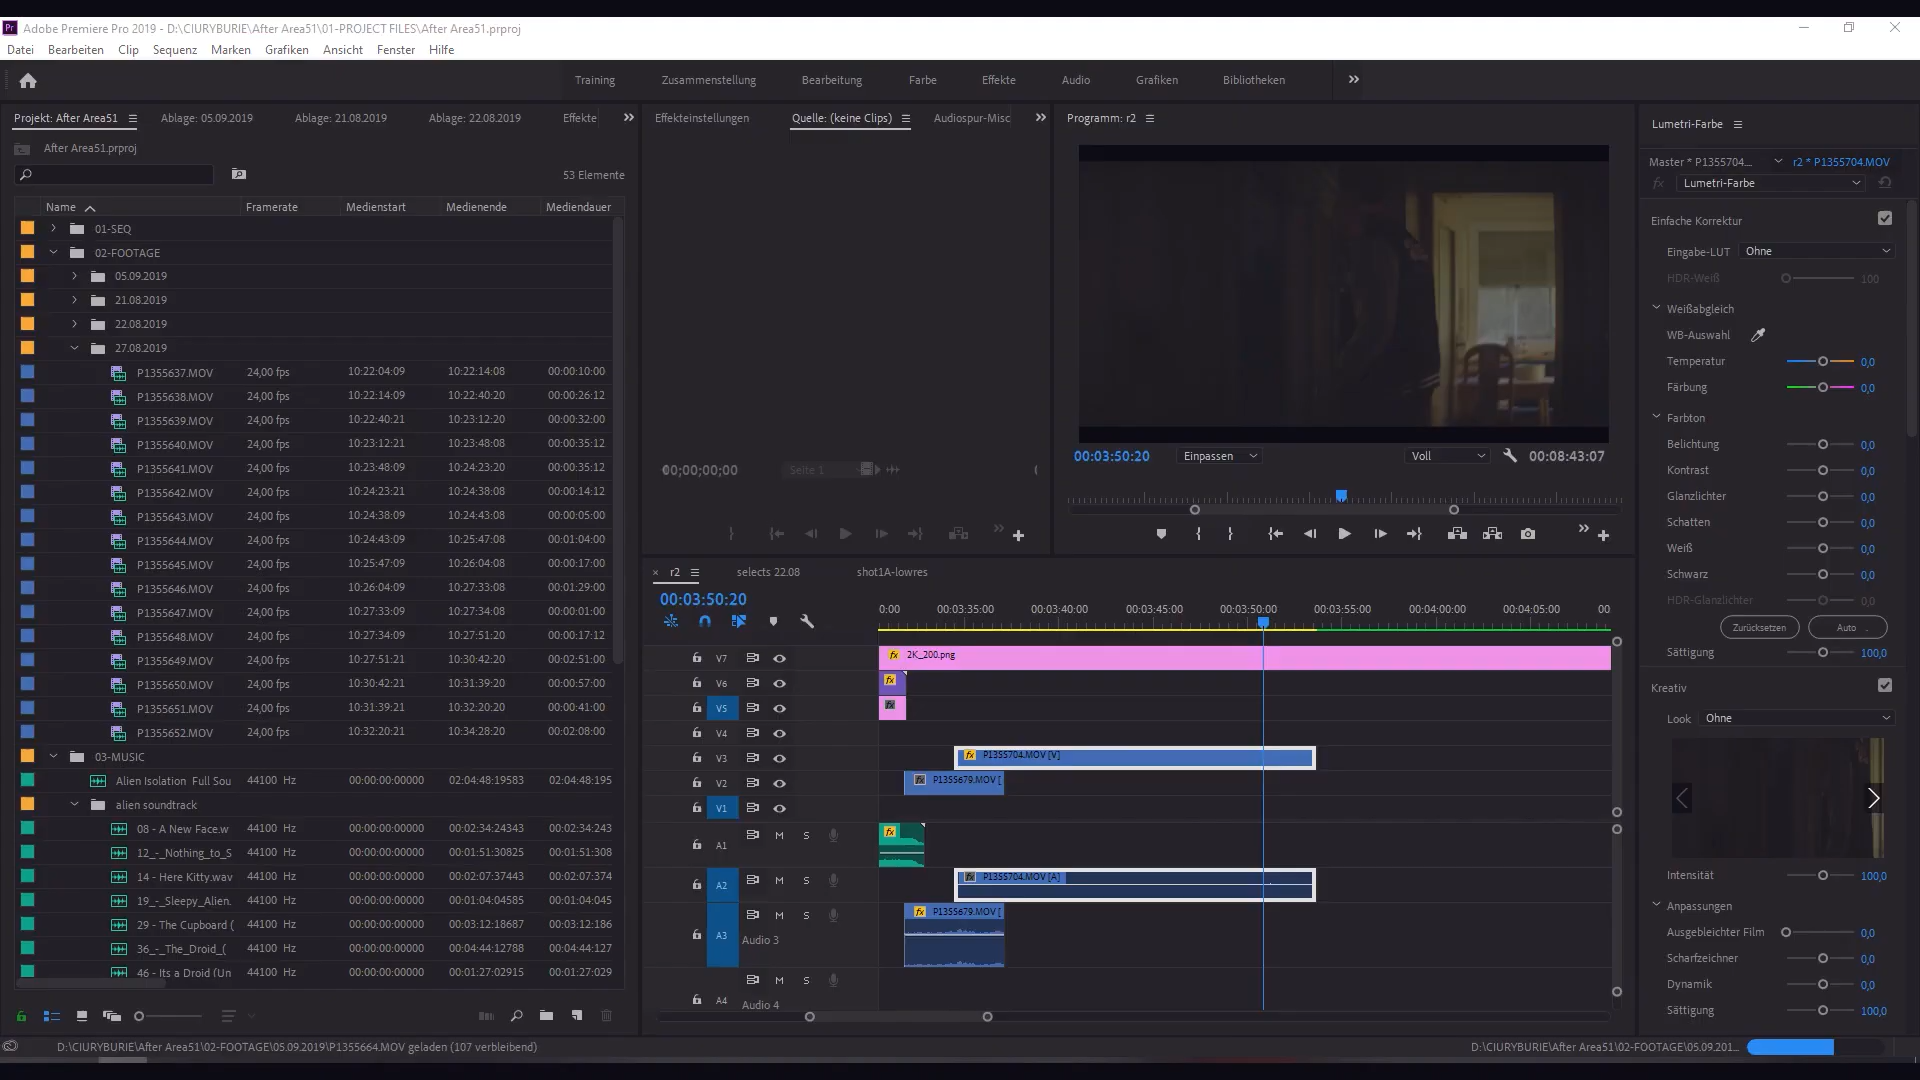 Adobe Premiere Pro 2019 - D:\CIURYBURIE\After Area51\01-PROJECT FILES\After Area51.prproj
Datei Bearbeiten Clip Sequenz Marken Grafiken Ansicht Fenster Hilfe
Training Zusammenstellung Bearbeitung Farbe Effekte Audio Grafiken Bibliotheken
Projekt: After Area51 Ablage: 05.09.2019 Ablage: 21.08.2019 Ablage: 22.08.2019 Effekte
After Area51.prproj
53 Elemente
Name Framerate Medienstart Medienende Mediendauer
01-SEQ
02-FOOTAGE
05.09.2019
21.08.2019
22.08.2019
27.08.2019
P1355637.MOV 24,00 fps 10:22:04:09 10:22:14:08 00:00:10:00
P1355638.MOV 24,00 fps 10:22:14:09 10:22:40:20 00:00:26:12
P1355639.MOV 24,00 fps 10:22:40:21 10:23:12:20 00:00:32:00
P1355640.MOV 24,00 fps 10:23:12:21 10:23:48:08 00:00:35:12
P1355641.MOV 24,00 fps 10:23:48:09 10:24:23:20 00:00:35:12
P1355642.MOV 24,00 fps 10:24:23:21 10:24:38:08 00:00:14:12
P1355643.MOV 24,00 fps 10:24:38:09 10:24:43:08 00:00:05:00
P1355644.MOV 24,00 fps 10:24:43:09 10:25:47:08 00:01:04:00
P1355645.MOV 24,00 fps 10:25:47:09 10:26:04:08 00:00:17:00
P1355646.MOV 24,00 fps 10:26:04:09 10:27:33:08 00:01:29:00
P1355647.MOV 24,00 fps 10:27:33:09 10:27:34:08 00:00:01:00
P1355648.MOV 24,00 fps 10:27:34:09 10:27:51:20 00:00:17:12
P1355649.MOV 24,00 fps 10:27:51:21 10:30:42:20 00:02:51:00
P1355650.MOV 24,00 fps 10:30:42:21 10:31:39:20 00:00:57:00
P1355651.MOV 24,00 fps 10:31:39:21 10:32:20:20 00:00:41:00
P1355652.MOV 24,00 fps 10:32:20:21 10:34:28:20 00:02:08:00
03-MUSIC
Alien Isolation Full Sou 44100 Hz 00:00:00:00000 02:04:48:19583 02:04:48:195
alien soundtrack
08 - A New Face.w 44100 Hz 00:00:00:00000 00:02:34:24343 00:02:34:243
12_-_Nothing_to_S 44100 Hz 00:00:00:00000 00:01:51:30825 00:01:51:308
14 - Here Kitty.wav 44100 Hz 00:00:00:00000 00:02:07:37443 00:02:07:374
19_-_Sleepy_Alien. 44100 Hz 00:00:00:00000 00:01:04:04585 00:01:04:045
29 - The Cupboard ( 44100 Hz 00:00:00:00000 00:03:12:18687 00:03:12:186
36_-_The_Droid_( 44100 Hz 00:00:00:00000 00:04:44:12788 00:04:44:127
46 - Its a Droid (Un 44100 Hz 00:00:00:00000 00:01:27:02915 00:01:27:029
D:\CIURYBURIE\After Area51\02-FOOTAGE\05.09.2019\P1355664.MOV geladen (107 verbleibend)
Effekteinstellungen Quelle: (keine Clips) Audiospur-Misc
00;00;00;00 Seite 1
Programm: r2
00:03:50:20 Einpassen Voll 00:08:43:07
r2 selects 22.08 shot1A-lowres
00:03:50:20
0:00 00:03:35:00 00:03:40:00 00:03:45:00 00:03:50:00 00:03:55:00 00:04:00:00 00:04:05:00 00
V7 fx 2K_200.png
V6 fx
V5 fx
V4
V3 fx P1355704.MOV [V]
V2 fx P1355679.MOV [
V1
A1 M S fx
A2 M S fx P1355704.MOV [A]
A3 M S fx P1355679.MOV [
Audio 3
M S
A4 Audio 4
Lumetri-Farbe
Master * P1355704... r2 * P1355704.MOV
fx Lumetri-Farbe
Einfache Korrektur
Eingabe-LUT Ohne
HDR-Weiß 100
Weißabgleich
WB-Auswahl
Temperatur 0,0
Färbung 0,0
Farbton
Belichtung 0,0
Kontrast 0,0
Glanzlichter 0,0
Schatten 0,0
Weiß 0,0
Schwarz 0,0
HDR-Glanzlichter 0,0
Zurücksetzen Auto
Sättigung 100,0
Kreativ
Look Ohne
Intensität 100,0
Anpassungen
Ausgebleichter Film 0,0
Scharfzeichner 0,0
Dynamik 0,0
Sättigung 100,0
D:\CIURYBURIE\After Area51\02-FOOTAGE\05.09.201...